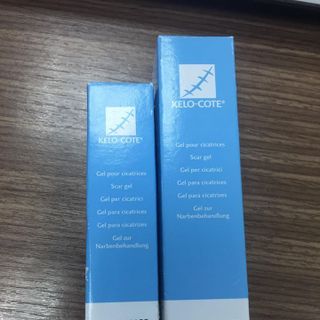 KELO-COTE®
Gel pour cicatrices
Scar gel
Gel per cicatrici
Gel para cicatrices
Gel para cicatrizes
Gel zur
Narbenbehandlung
KELO-COTE®
Gel pour cicatrices
Scar gel
Gel per cicatrici
Gel para cicatrices
Gel para cicatrizes
Gel zur
Narbenbehandlung